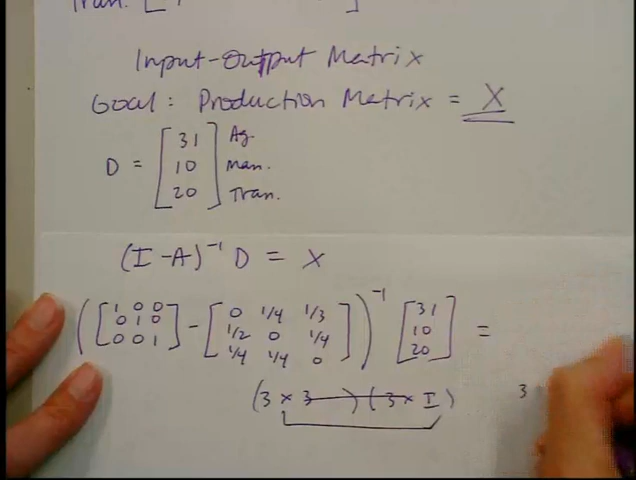 Tran.
Input-Output Matrix
Goal: Production Matrix = X
D = [31 10 20] Ag. Man. Tran.
(I - A)^-1 D = X
([1 0 0 0 1 0 0 0 1] - [0 1/4 1/3 1/2 0 1/4 1/4 1/4 0])^-1 [31 10 20] =
(3 x 3) (3 x 1) 3